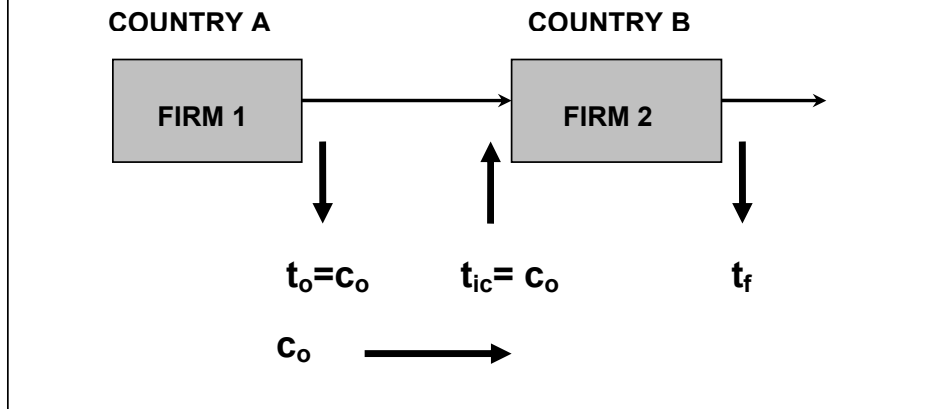 COUNTRY A COUNTRY B
FIRM 1 FIRM 2
to=co tic= co tf
co